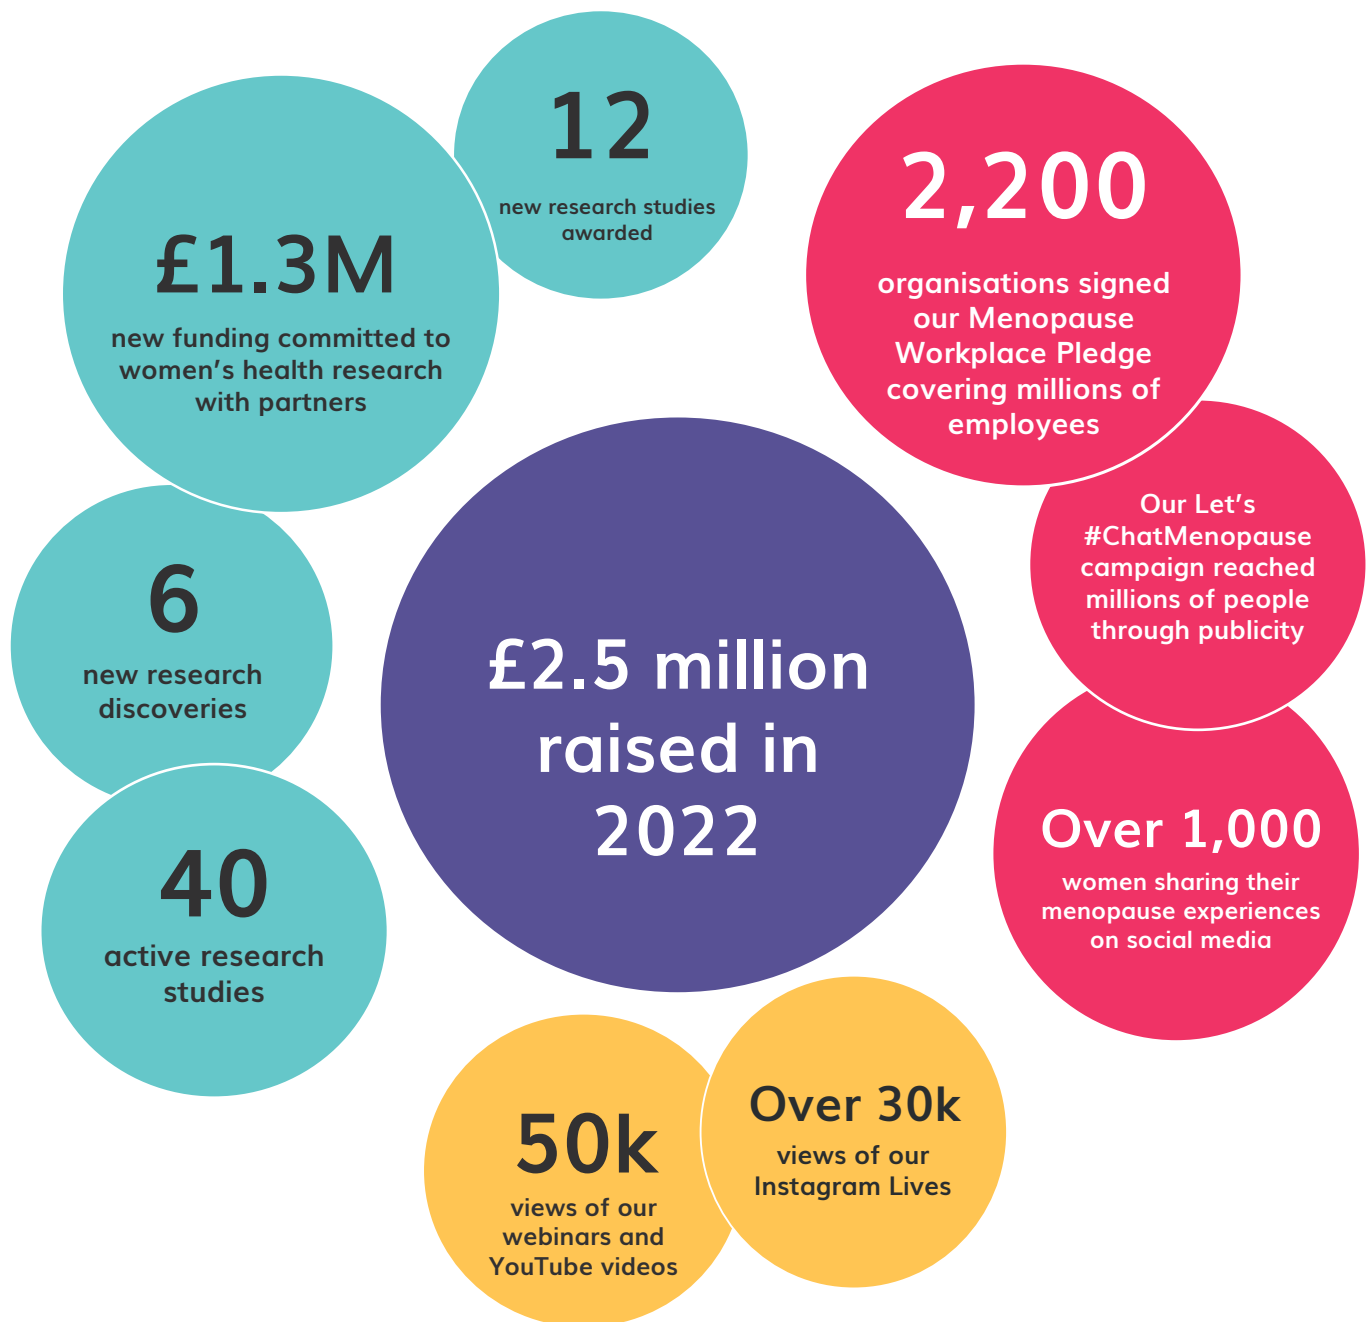 12
new research studies
awarded
£1.3M
new funding committed to
women’s health research
with partners
6
new research
discoveries
40
active research
studies
£2.5 million
raised in
2022
2,200
organisations signed
our Menopause
Workplace Pledge
covering millions of
employees
Our Let’s
#ChatMenopause
campaign reached
millions of people
through publicity
Over 1,000
women sharing their
menopause experiences
on social media
50k
views of our
webinars and
YouTube videos
Over 30k
views of our
Instagram Lives